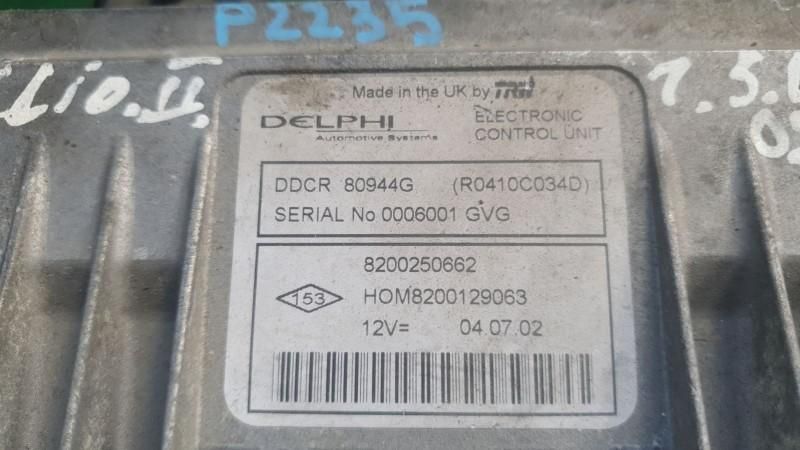 P2235
lio.II
1.5.
Made in the UK by TRW
DELPHI
Automotive Systems
ELECTRONIC
CONTROL UNIT
DDCR 80944G (R0410C034D)
SERIAL No 0006001 GVG
8200250662
153
HOM8200129063
12V= 04.07.02